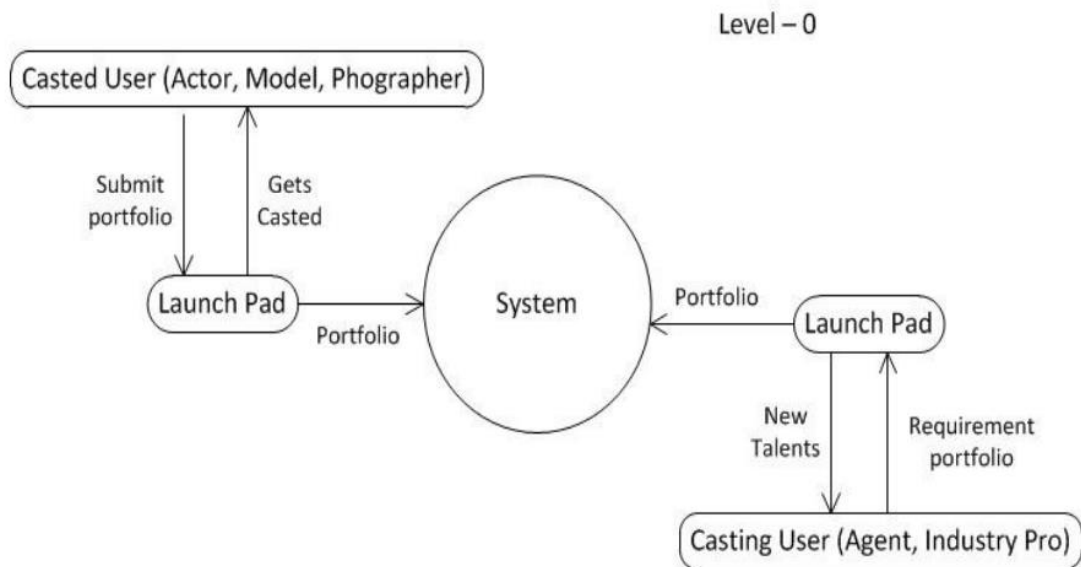 Level – 0
Casted User (Actor, Model, Phographer)
Submit
portfolio
Gets
Casted
Launch Pad
Portfolio
System
Portfolio
Launch Pad
New
Talents
Requirement
portfolio
Casting User (Agent, Industry Pro)